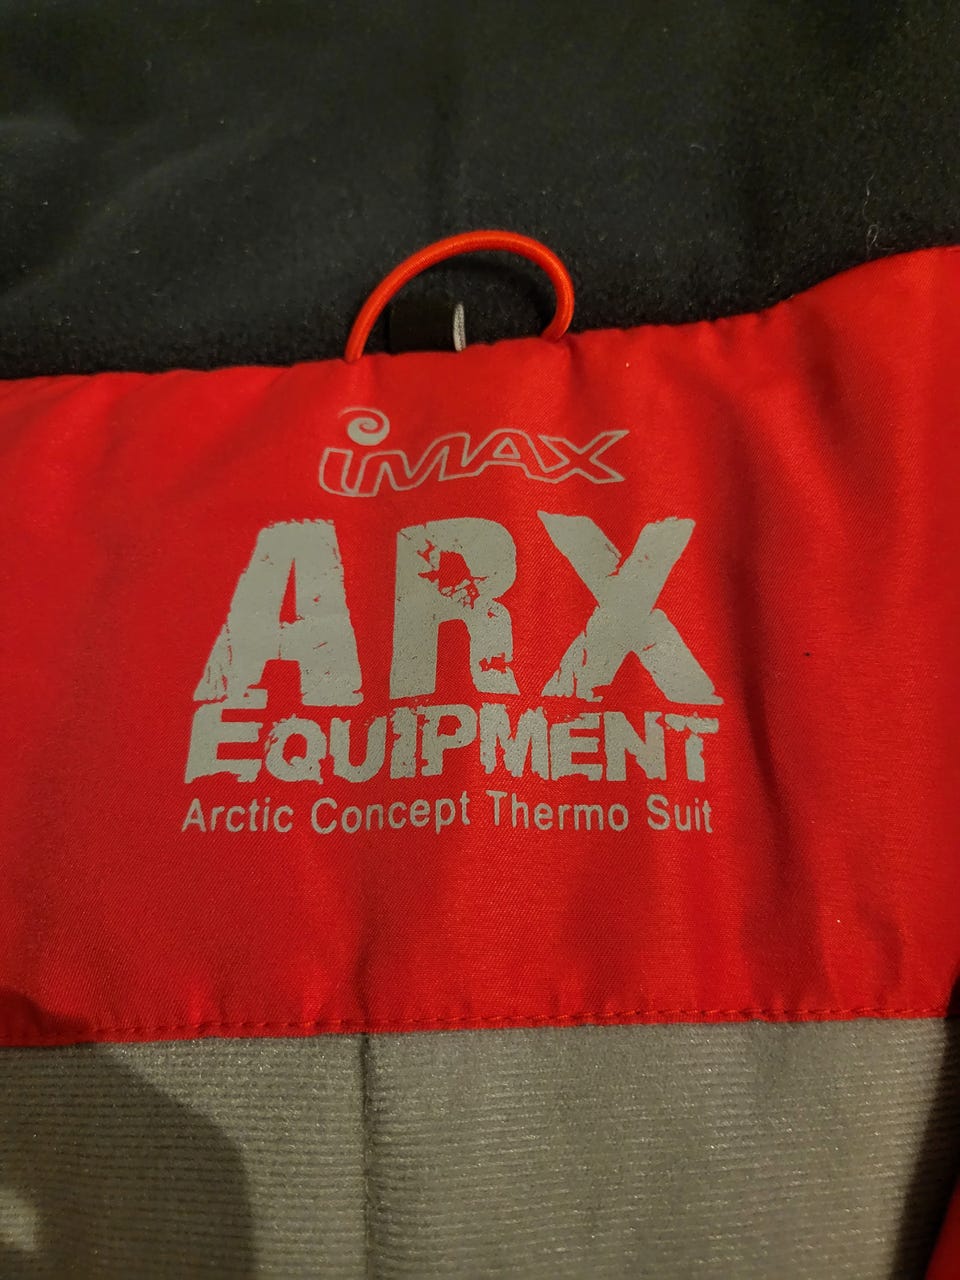 iMAX
ARX
EQUIPMENT
Arctic Concept Thermo Suit